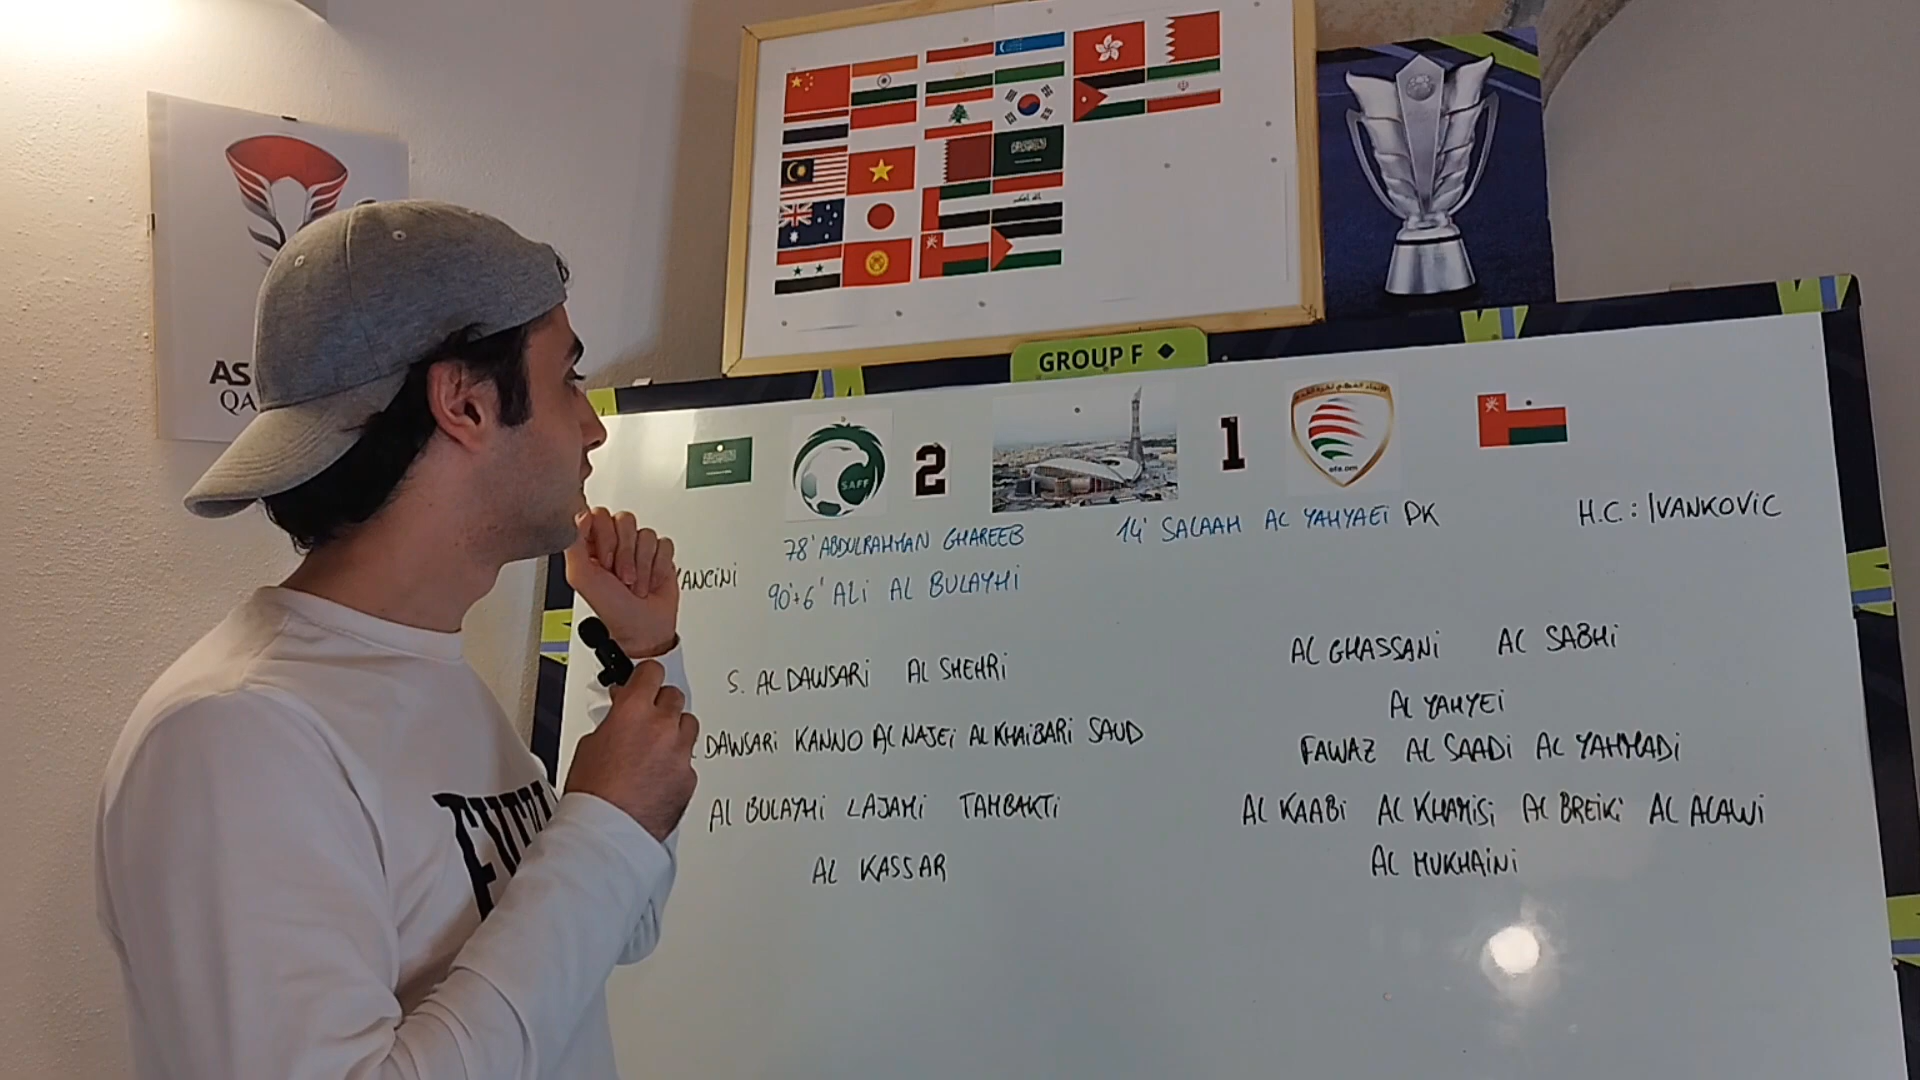 GROUP F
AS
QA
SAFF
2
1
ofa.om
78' ABDULRAHMAN GHAREEB
90'+6' ALI AL BULAYHI
14' SALAAH AL YAHYAEI PK
H.C.: IVANKOVIC
ANCINI
S. AL DAWSARI AL SHEHRI
DAWSARI KANNO AL NAJEI AL KHAIBARI SAUD
AL BULAYHI LAJAMI TAMBAKTI
AL KASSAR
AL GHASSANI AL SABHI
AL YAHYEI
FAWAZ AL SAADI AL YAHMADI
AL KAABI AL KHAMISI AL BREIKI AL ALAWI
AL MUKHAINI